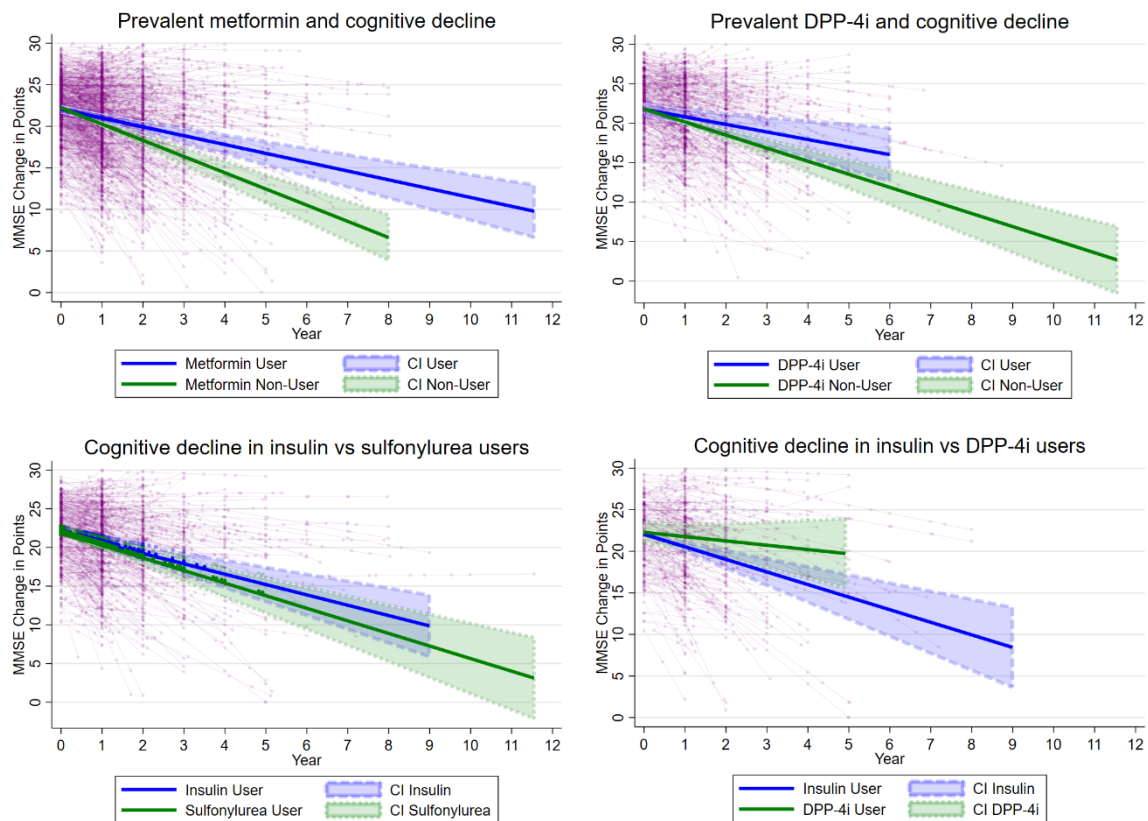 Prevalent metformin and cognitive decline
MMSE Change in Points
30
25
20
15
10
5
0
0 1 2 3 4 5 6 7 8 9 10 11 12
Year
Metformin User CI User
Metformin Non-User CI Non-User
Prevalent DPP-4i and cognitive decline
MMSE Change in Points
30
25
20
15
10
5
0
0 1 2 3 4 5 6 7 8 9 10 11 12
Year
DPP-4i User CI User
DPP-4i Non-User CI Non-User
Cognitive decline in insulin vs sulfonylurea users
MMSE Change in Points
30
25
20
15
10
5
0
0 1 2 3 4 5 6 7 8 9 10 11 12
Year
Insulin User CI Insulin
Sulfonylurea User CI Sulfonylurea
Cognitive decline in insulin vs DPP-4i users
MMSE Change in Points
30
25
20
15
10
5
0
0 1 2 3 4 5 6 7 8 9 10 11 12
Year
Insulin User CI Insulin
DPP-4i User CI DPP-4i